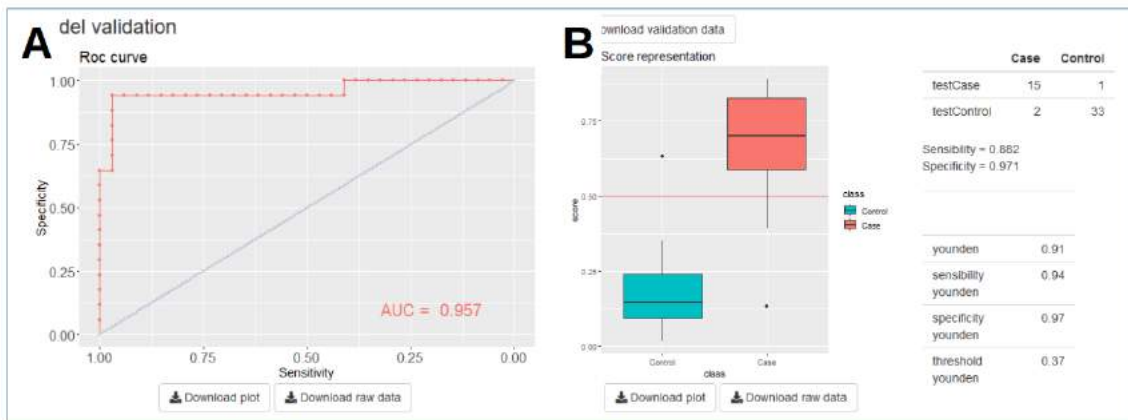 A
del validation
Roc curve
1.00
0.75
0.50
0.25
0.00
Specificity
AUC = 0.957
1.00
0.75
0.50
0.25
0.00
Sensitivity
Download plot
Download raw data
B
ownload validation data
Score representation
0.75
0.50
0.25
0.00
score
Control
Case
class
class
Control
Case
Download plot
Download raw data
Case Control
testCase 15 1
testControl 2 33
Sensibility = 0.882
Specificity = 0.971
younden 0.91
sensibility younden 0.94
specificity younden 0.97
threshold younden 0.37